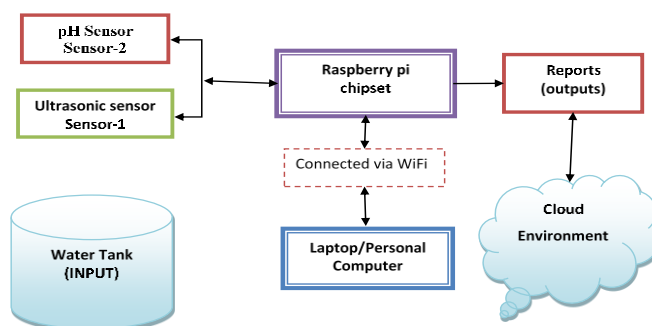 pH Sensor
Sensor-2
Ultrasonic sensor
Sensor-1
Raspberry pi
chipset
Reports
(outputs)
Connected via WiFi
Water Tank
(INPUT)
Laptop/Personal
Computer
Cloud
Environment